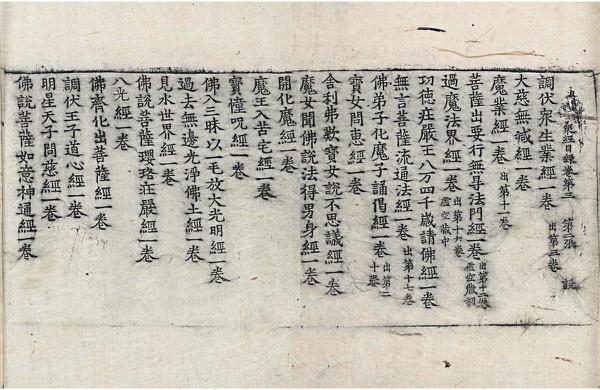 眾經目錄卷第三 第二張
調伏眾生業經一卷 出第三卷
大慈無減經一卷
魔業經一卷 出第十一卷
菩薩出要行無㝵法門經一卷 出第十二卷虛空藏初
過魔法界經一卷 出第十六卷虛空藏中
功德庄嚴王八万四千歲請佛經一卷
無言菩薩流通法經一卷 出第十七卷
佛弟子化魔子誦偈經一卷 出第二十卷
寶女問惠經一卷
舍利弗歎寶女說不思議經一卷
魔女聞佛說法得男身經一卷
開化魔經一卷
魔王入苦宅經一卷
寶幢呪經一卷
佛入三昧以一毛放大光明經一卷
過去無邊光淨佛土經一卷
見水世界經一卷
佛說菩薩瓔珞庄嚴經一卷
八光經一卷
佛齊化出菩薩經一卷
調伏王子道心經一卷
明星天子問慈經一卷
佛說菩薩如意神通經一卷